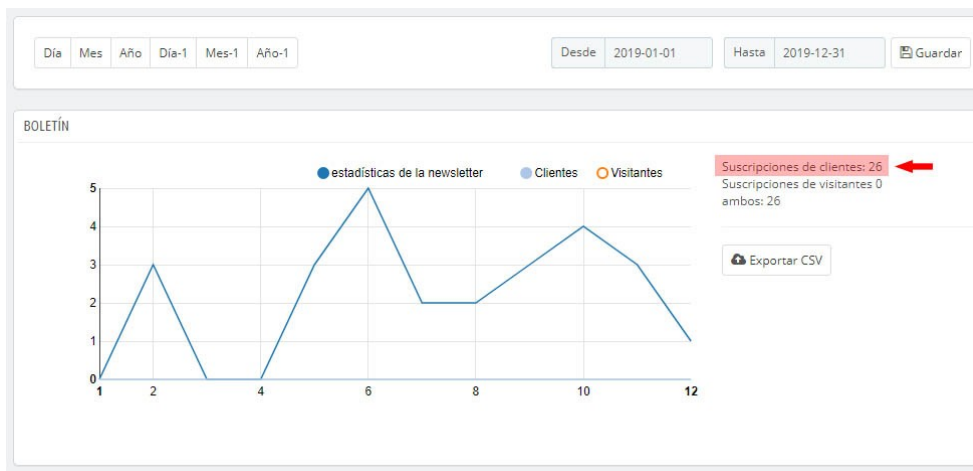 Día Mes Año Día-1 Mes-1 Año-1 Desde 2019-01-01 Hasta 2019-12-31 Guardar
BOLETÍN
estadísticas de la newsletter Clientes Visitantes
Suscripciones de clientes: 26
Suscripciones de visitantes 0
ambos: 26
Exportar CSV
5
4
3
2
1
0
1 2 4 6 8 10 12